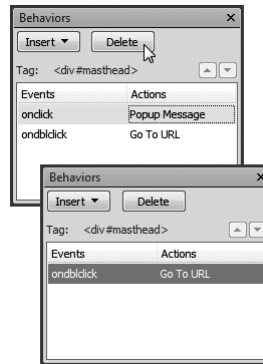 Behaviors x
Insert Delete
Tag: <div#masthead>
Events Actions
onclick Popup Message
ondblclick Go To URL
Behaviors x
Insert Delete
Tag: <div#masthead>
Events Actions
ondblclick Go To URL